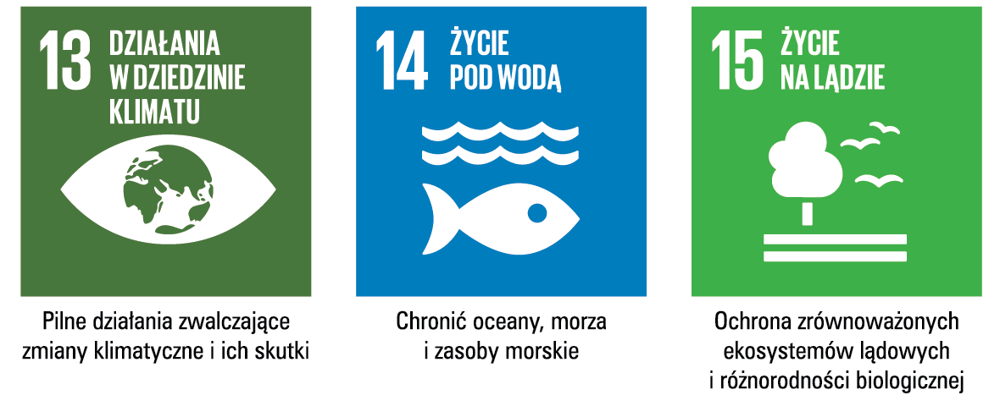 13 DZIAŁANIA
W DZIEDZINIE
KLIMATU
Pilne działania zwalczające
zmiany klimatyczne i ich skutki
14 ŻYCIE
POD WODĄ
Chronić oceany, morza
i zasoby morskie
15 ŻYCIE
NA LĄDZIE
Ochrona zrównoważonych
ekosystemów lądowych
i różnorodności biologicznej